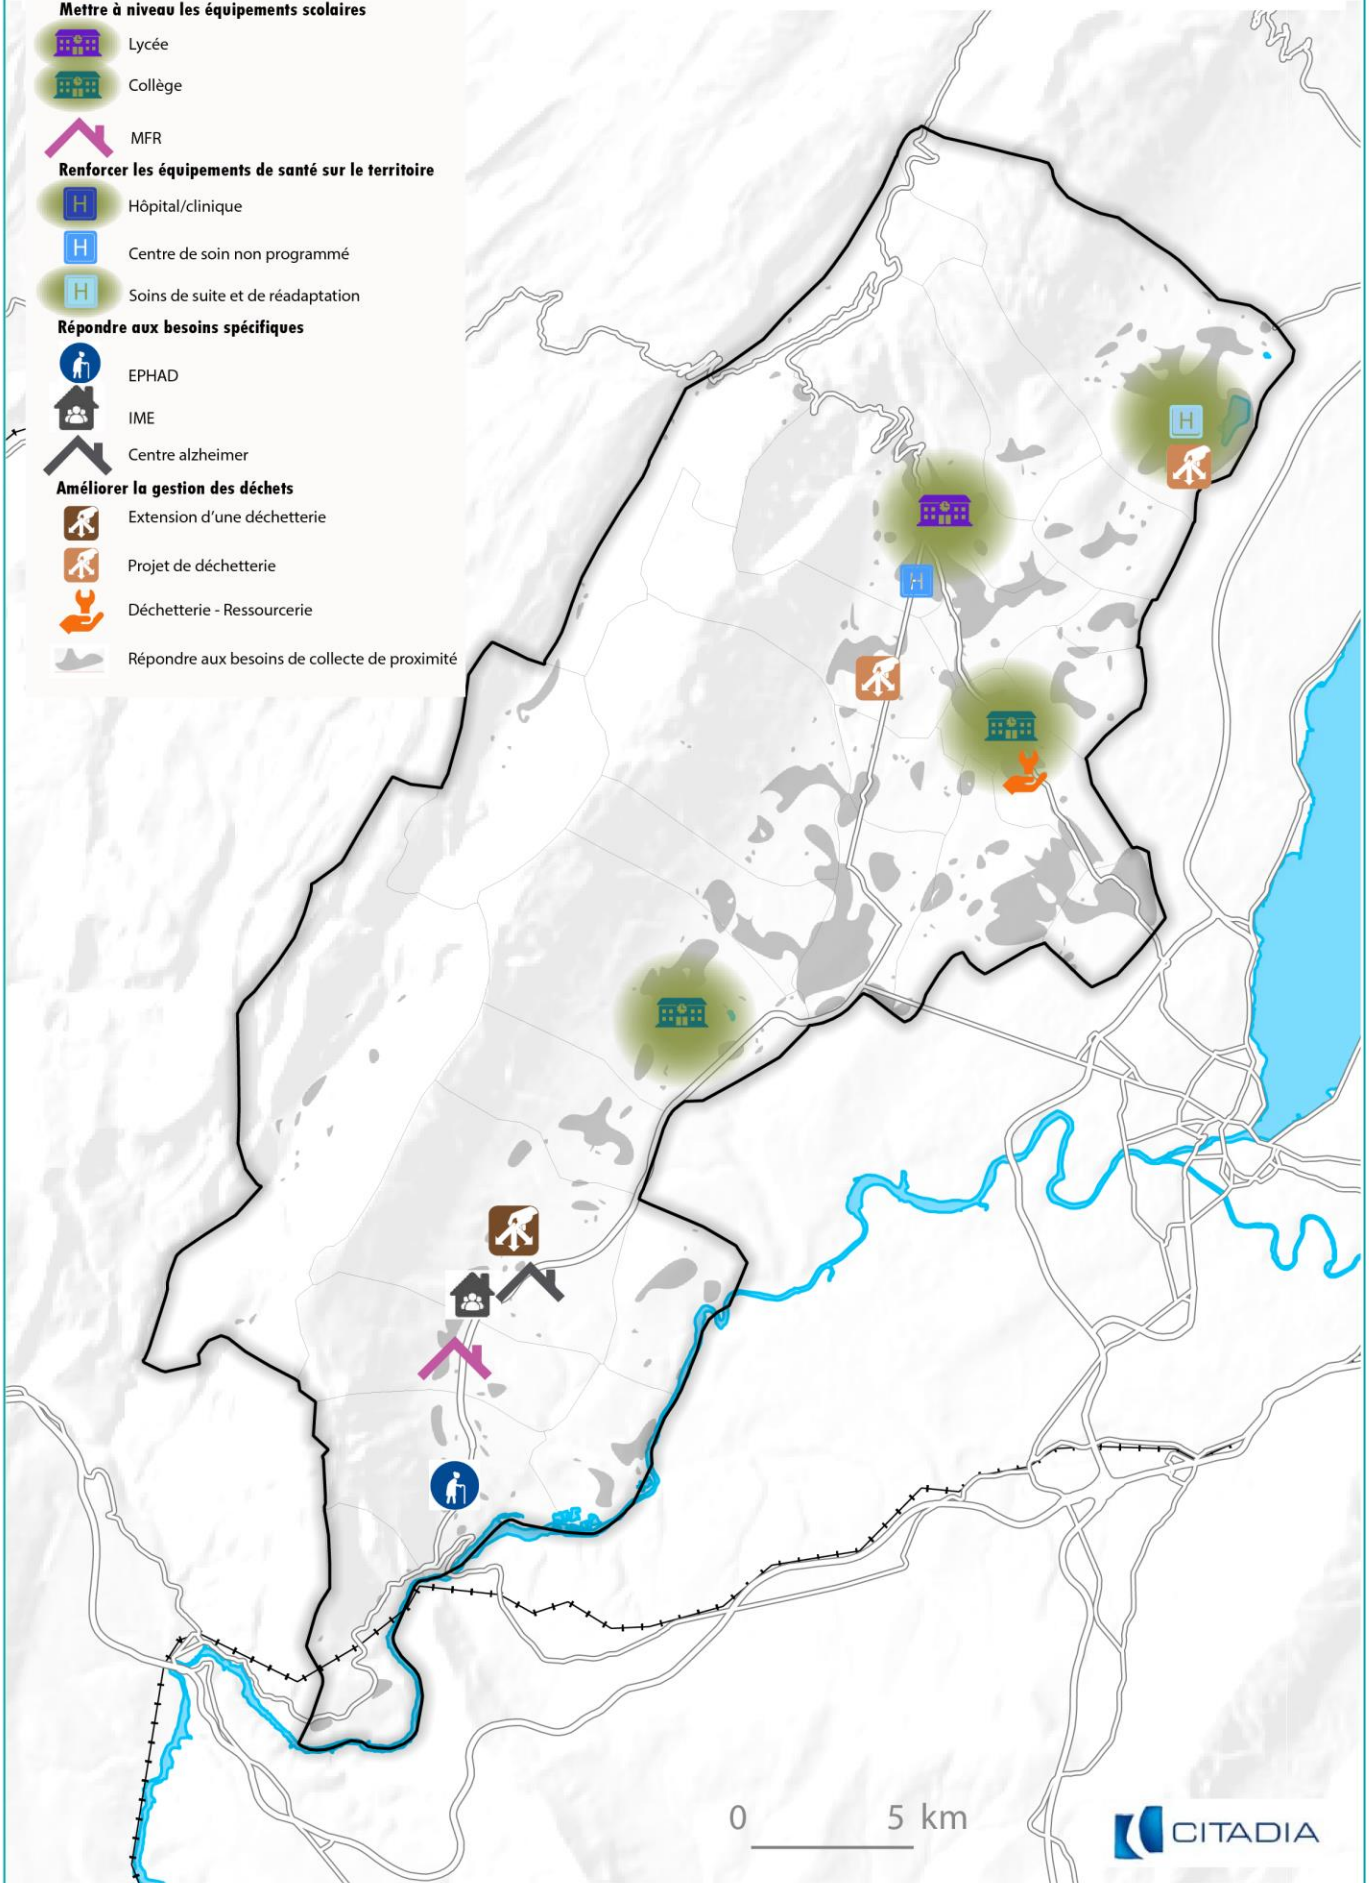 Mettre à niveau les équipements scolaires
Lycée
Collège
MFR
Renforcer les équipements de santé sur le territoire
H Hôpital/clinique
H Centre de soin non programmé
H Soins de suite et de réadaptation
Répondre aux besoins spécifiques
EPHAD
IME
Centre alzheimer
Améliorer la gestion des déchets
Extension d'une déchetterie
Projet de déchetterie
Déchetterie - Ressourcerie
Répondre aux besoins de collecte de proximité
H
H
0 5 km
CITADIA